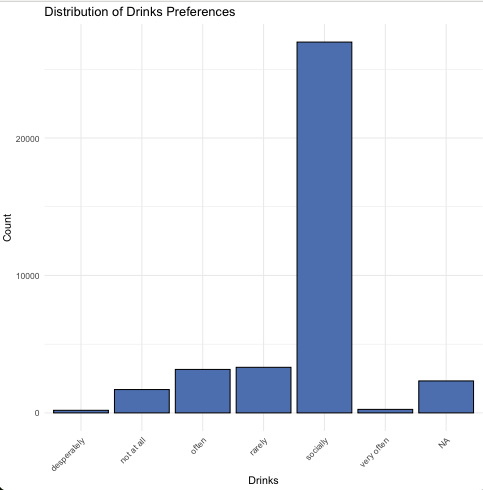 Distribution of Drinks Preferences
Count
20000
10000
0
desperately
not at all
often
rarely
socially
very often
NA
Drinks